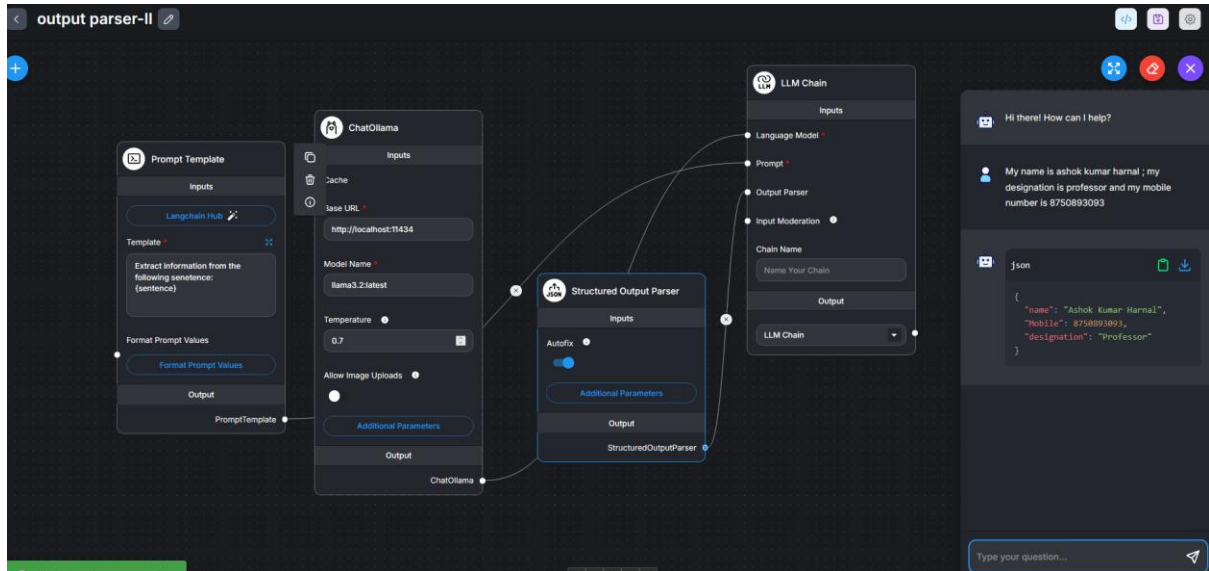 output parser-II
Prompt Template
Inputs
Langchain Hub
Template *
Extract information from the
following senetence:
{sentence}
Format Prompt Values
Format Prompt Values
Output
PromptTemplate
ChatOllama
Inputs
Cache
Base URL *
http://localhost:11434
Model Name *
llama3.2:latest
Temperature
0.7
Allow Image Uploads
Additional Parameters
Output
ChatOllama
JSON
Structured Output Parser
Inputs
Autofix
Additional Parameters
Output
StructuredOutputParser
LLM
LLM Chain
Inputs
Language Model *
Prompt *
Output Parser
Input Moderation
Chain Name
Name Your Chain
Output
LLM Chain
Hi there! How can I help?
My name is ashok kumar harnal ; my
designation is professor and my mobile
number is 8750893093
json
{
"name": "Ashok Kumar Harnal",
"Mobile": 8750893093,
"designation": "Professor"
}
Type your question...